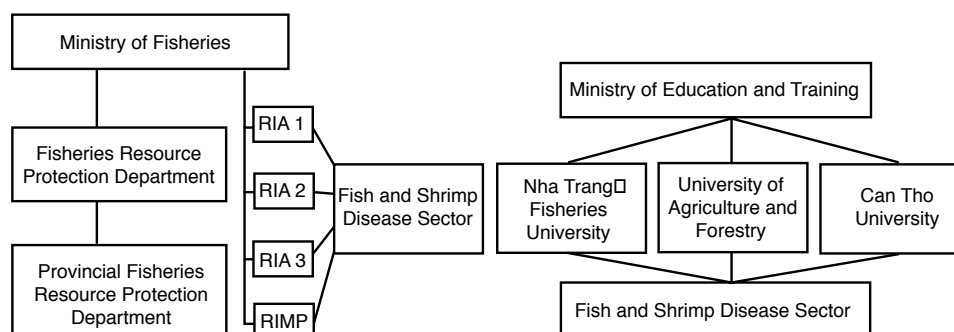 Ministry of Fisheries
Fisheries Resource
Protection Department
Provincial Fisheries
Resource Protection
Department
RIA 1
RIA 2
RIA 3
RIMP
Fish and Shrimp
Disease Sector
Ministry of Education and Training
Nha Trang□
Fisheries
University
University of
Agriculture and
Forestry
Can Tho
University
Fish and Shrimp Disease Sector